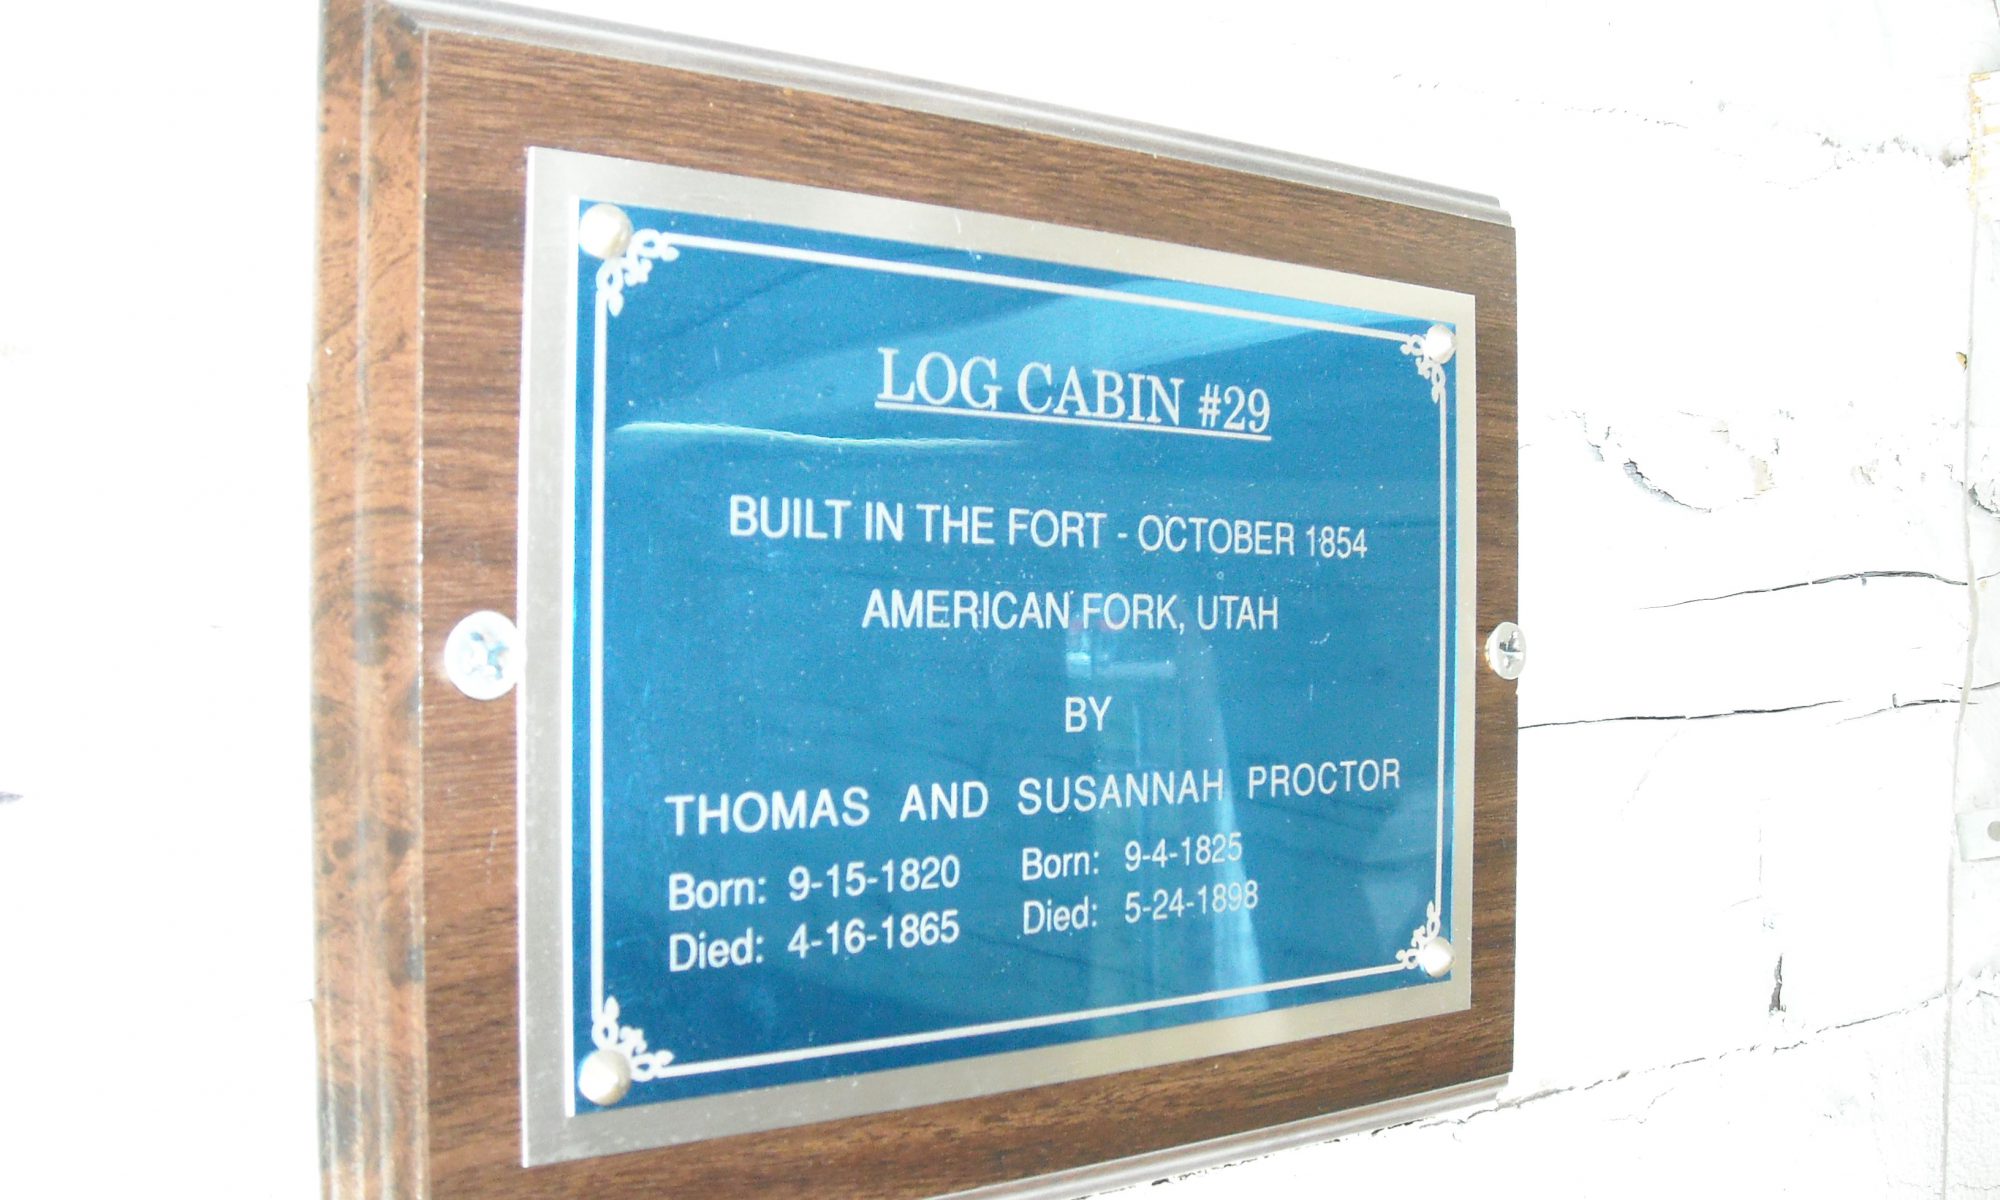 LOG CABIN #29
BUILT IN THE FORT - OCTOBER 1854
AMERICAN FORK, UTAH
BY
THOMAS AND SUSANNAH PROCTOR
Born: 9-15-1820 Born: 9-4-1825
Died: 4-16-1865 Died: 5-24-1898